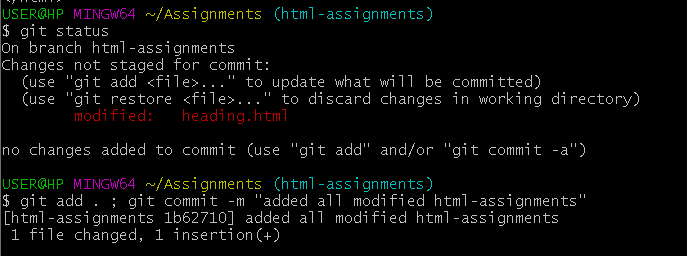 USER@HP MINGW64 ~/Assignments (html-assignments)
$ git status
On branch html-assignments
Changes not staged for commit:
  (use "git add <file>..." to update what will be committed)
  (use "git restore <file>..." to discard changes in working directory)
        modified:   heading.html
no changes added to commit (use "git add" and/or "git commit -a")
USER@HP MINGW64 ~/Assignments (html-assignments)
$ git add . ; git commit -m "added all modified html-assignments"
[html-assignments 1b62710] added all modified html-assignments
 1 file changed, 1 insertion(+)